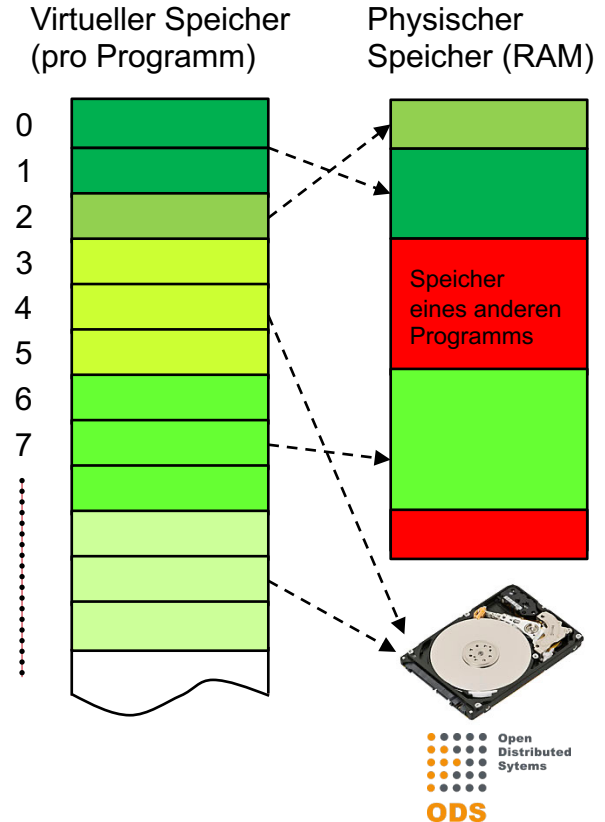 Virtueller Speicher
(pro Programm)
Physischer
Speicher (RAM)
0
1
2
3
4
5
6
7
Speicher
eines anderen
Programms
Open
Distributed
Sytems
ODS